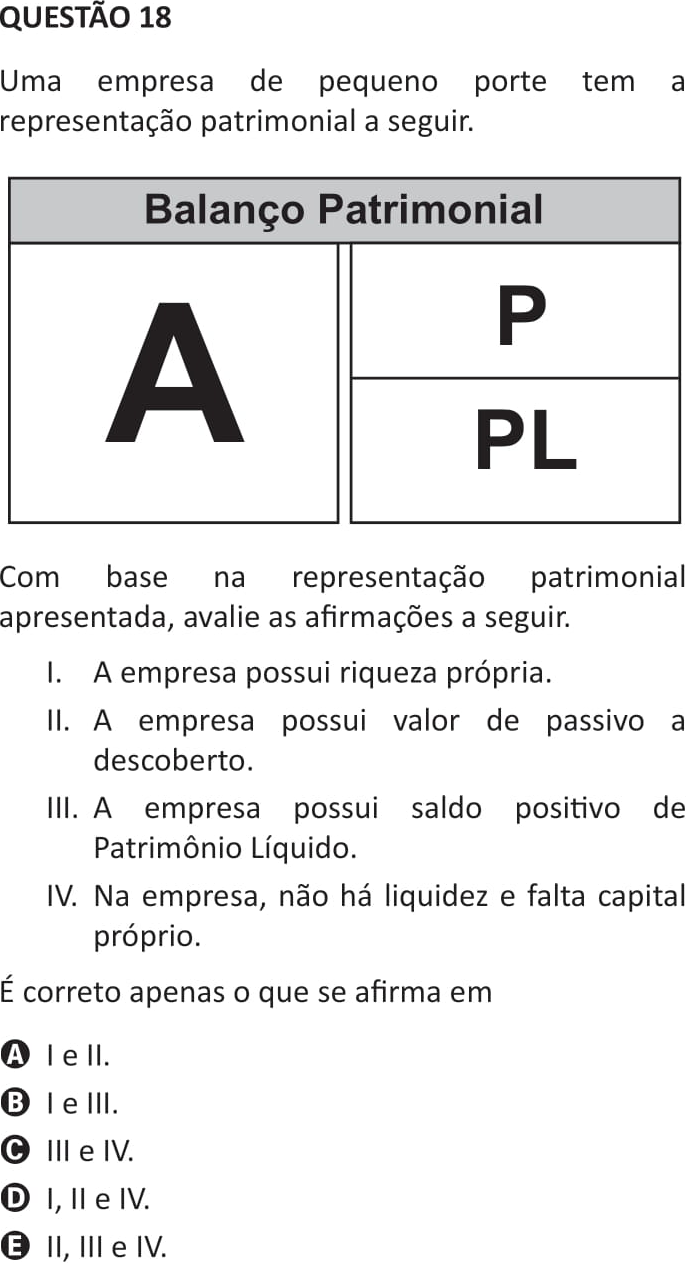 QUESTÃO 18
Uma empresa de pequeno porte tem a
representação patrimonial a seguir.
Balanço Patrimonial
A
P
PL
Com base na representação patrimonial
apresentada, avalie as afirmações a seguir.
I. A empresa possui riqueza própria.
II. A empresa possui valor de passivo a
descoberto.
III. A empresa possui saldo positivo de
Patrimônio Líquido.
IV. Na empresa, não há liquidez e falta capital
próprio.
É correto apenas o que se afirma em
A I e II.
B I e III.
C III e IV.
D I, II e IV.
E II, III e IV.